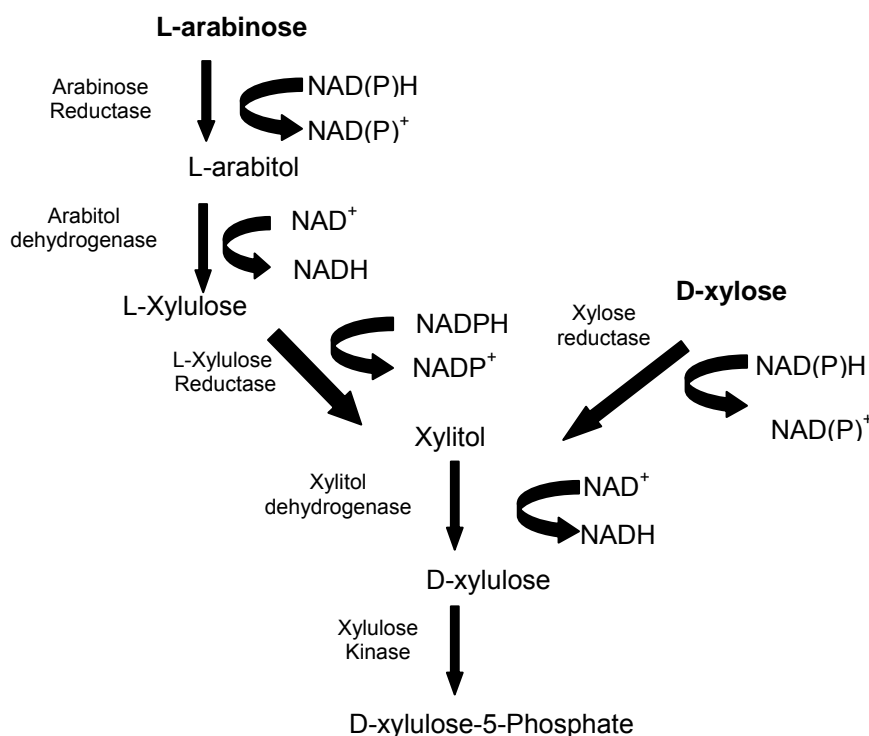 L-arabinose
Arabinose
Reductase
NAD(P)H
NAD(P)+
L-arabitol
Arabitol
dehydrogenase
NAD+
NADH
L-Xylulose
D-xylose
Xylose
reductase
NADPH
NADP+
L-Xylulose
Reductase
NAD(P)H
NAD(P)+
Xylitol
Xylitol
dehydrogenase
NAD+
NADH
D-xylulose
Xylulose
Kinase
D-xylulose-5-Phosphate